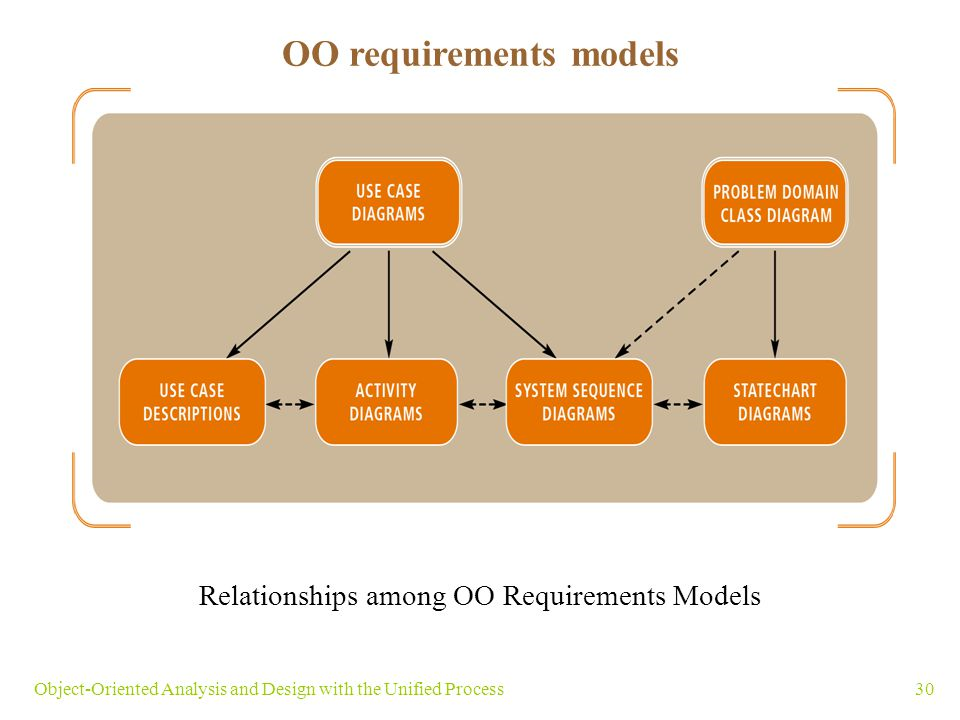 OO requirements models
USE CASE
DIAGRAMS
PROBLEM DOMAIN
CLASS DIAGRAM
USE CASE
DESCRIPTIONS
ACTIVITY
DIAGRAMS
SYSTEM SEQUENCE
DIAGRAMS
STATECHART
DIAGRAMS
Relationships among OO Requirements Models
Object-Oriented Analysis and Design with the Unified Process
30